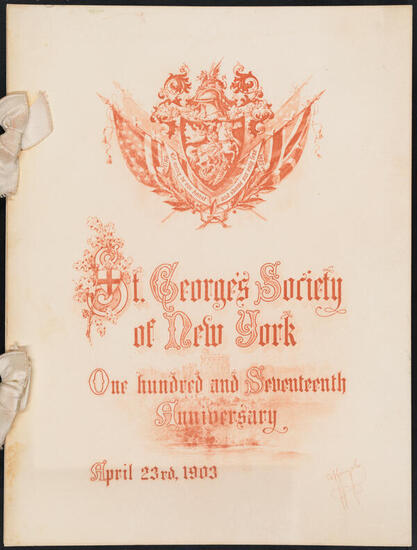 St. George's Society
of New York
One hundred and Seventeenth
Anniversary
April 23rd, 1903